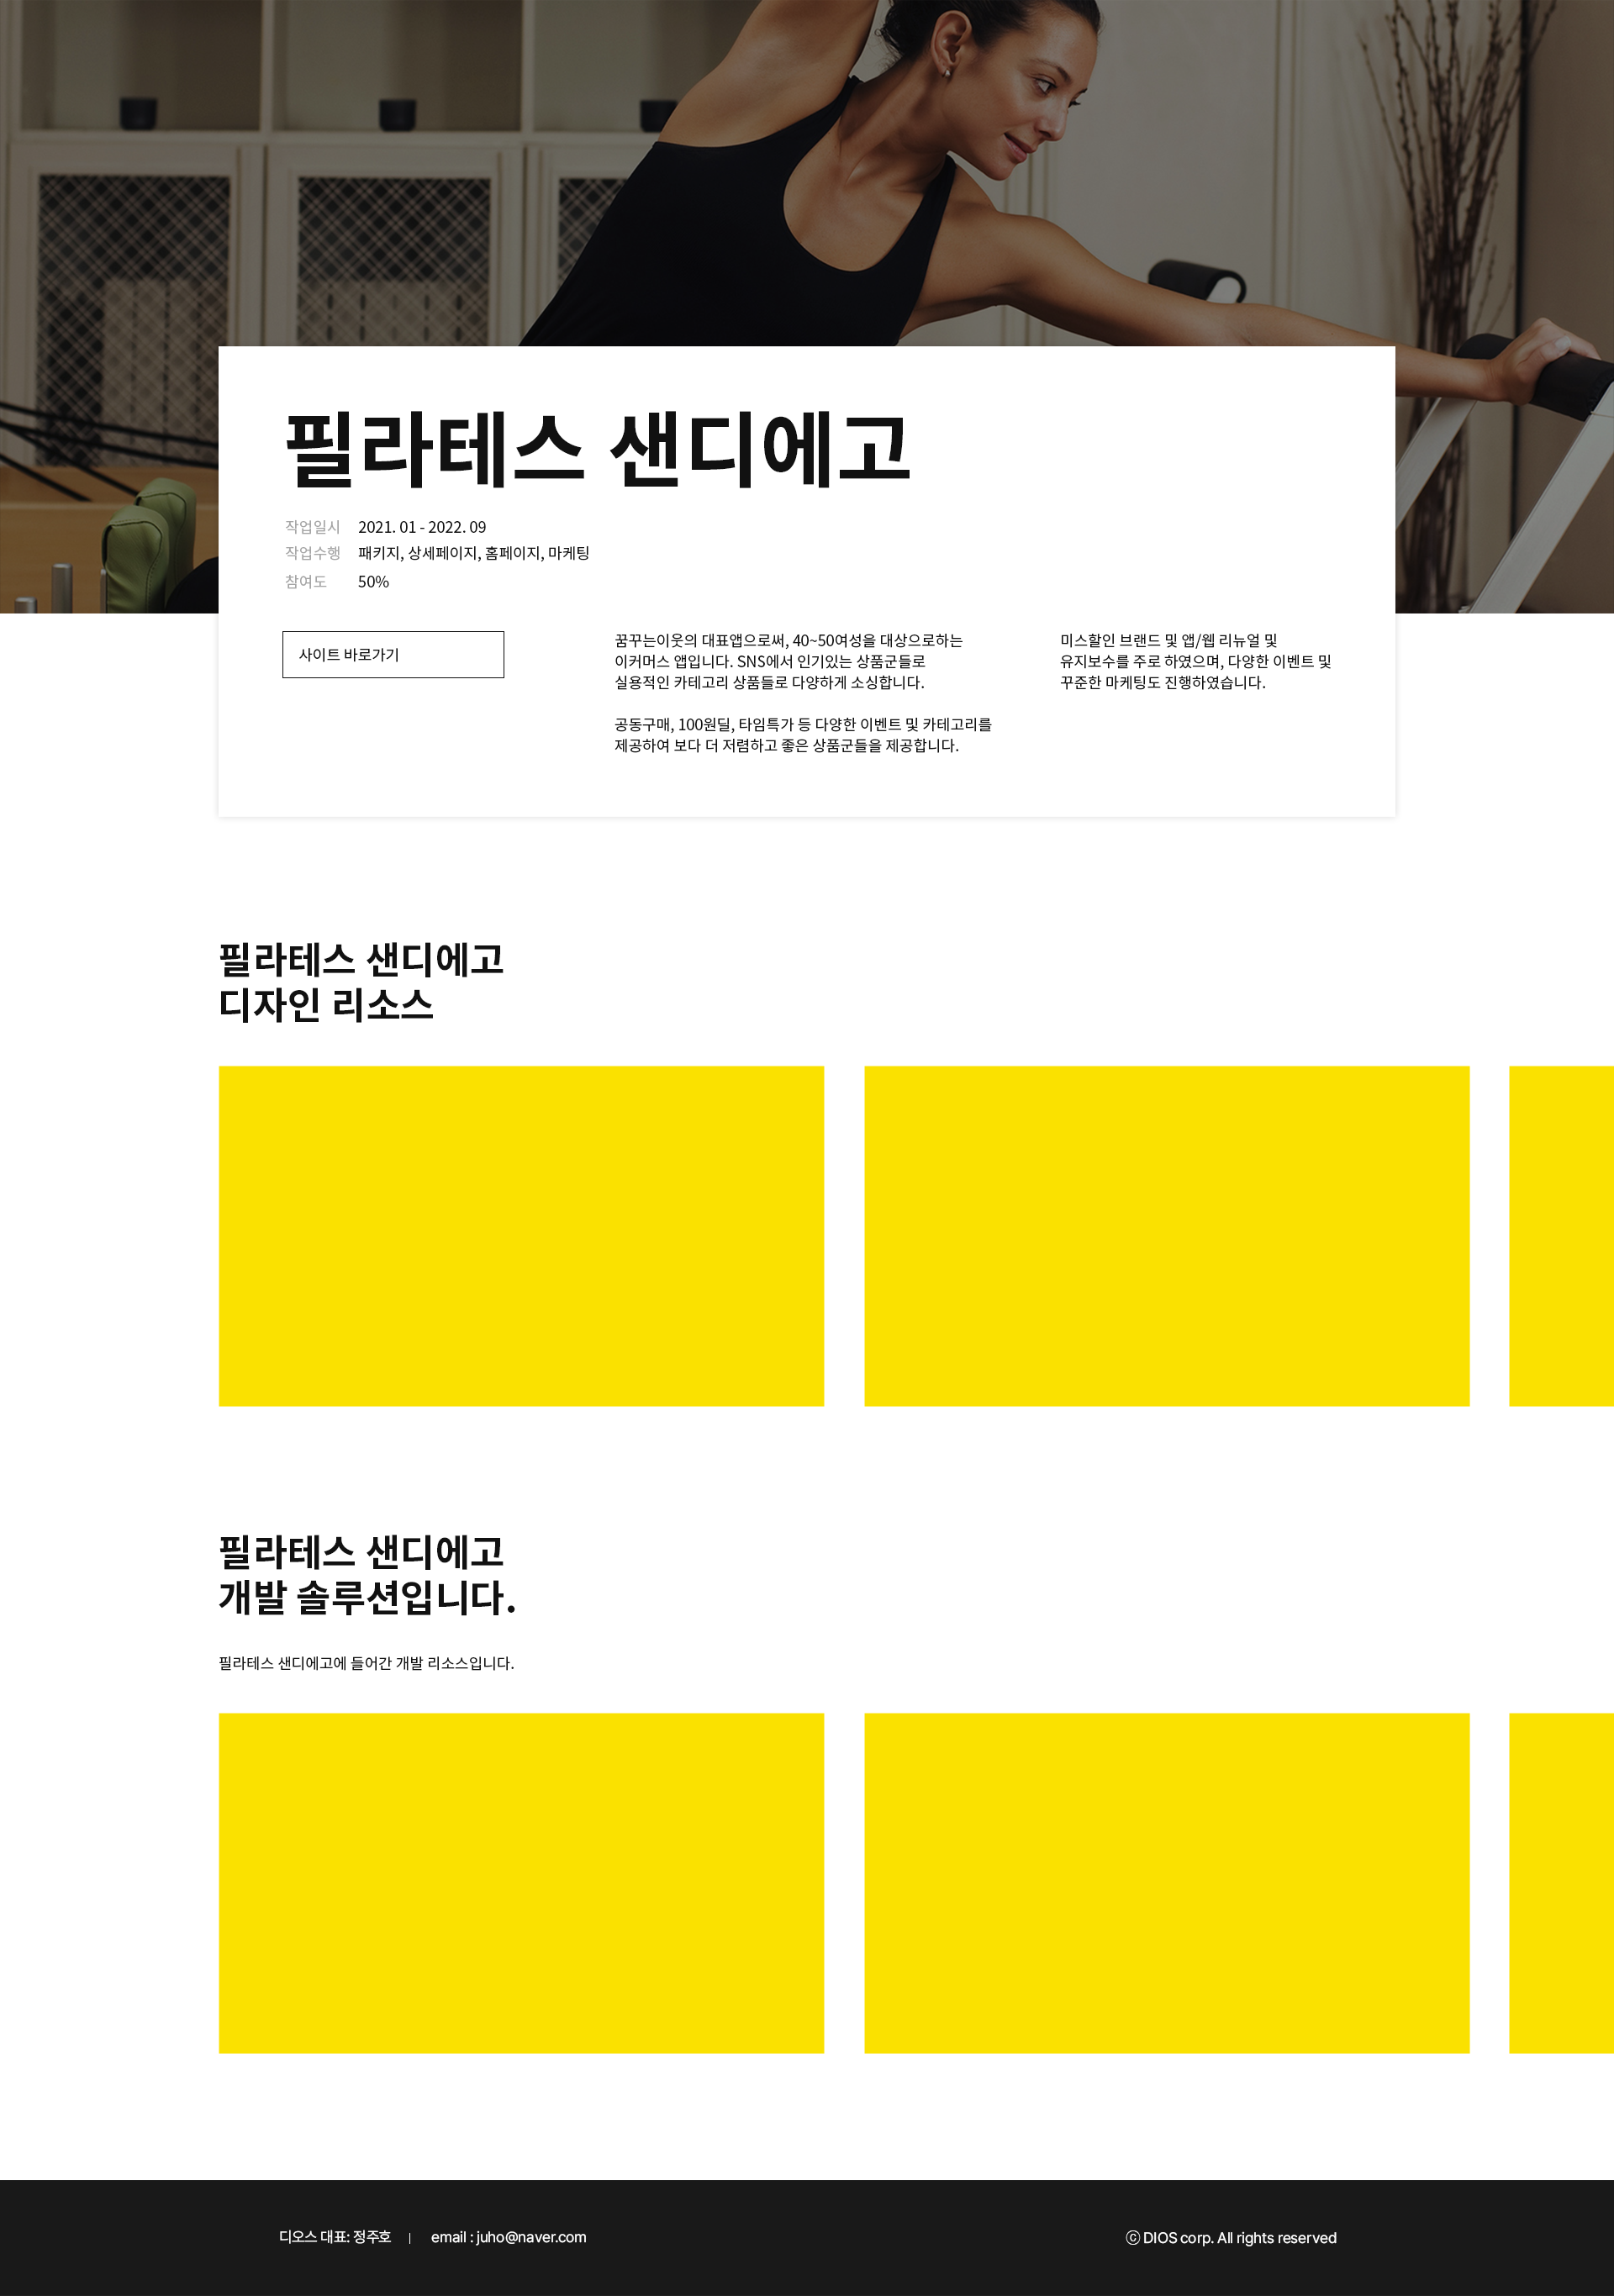 필라테스 샌디에고
작업일시 2021. 01 - 2022. 09
작업수행 패키지, 상세페이지, 홈페이지, 마케팅
참여도 50%
사이트 바로가기
꿈꾸는이웃의 대표앱으로써, 40~50여성을 대상으로하는
이커머스 앱입니다. SNS에서 인기있는 상품군들로
실용적인 카테고리 상품들로 다양하게 소싱합니다.
공동구매, 100원딜, 타임특가 등 다양한 이벤트 및 카테고리를
제공하여 보다 더 저렴하고 좋은 상품군들을 제공합니다.
미스할인 브랜드 및 앱/웹 리뉴얼 및
유지보수를 주로 하였으며, 다양한 이벤트 및
꾸준한 마케팅도 진행하였습니다.
필라테스 샌디에고
디자인 리소스
필라테스 샌디에고
개발 솔루션입니다.
필라테스 샌디에고에 들어간 개발 리소스입니다.
디오스 대표: 정주호 | email : juho@naver.com
ⓒ DIOS corp. All rights reserved